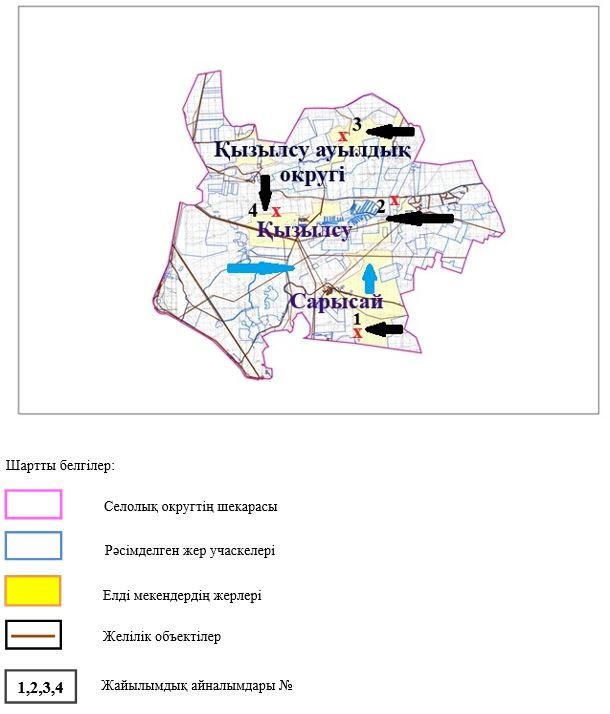 3
х
Қызылсу ауылдық
округі
4 х
2 х
Қызылсу
Сарысай
1
х
Шартты белгілер:
Селолық округтің шекарасы
Рәсімделген жер учаскелері
Елді мекендердің жерлері
Желілік объектілер
1,2,3,4 Жайылымдық айналымдары №